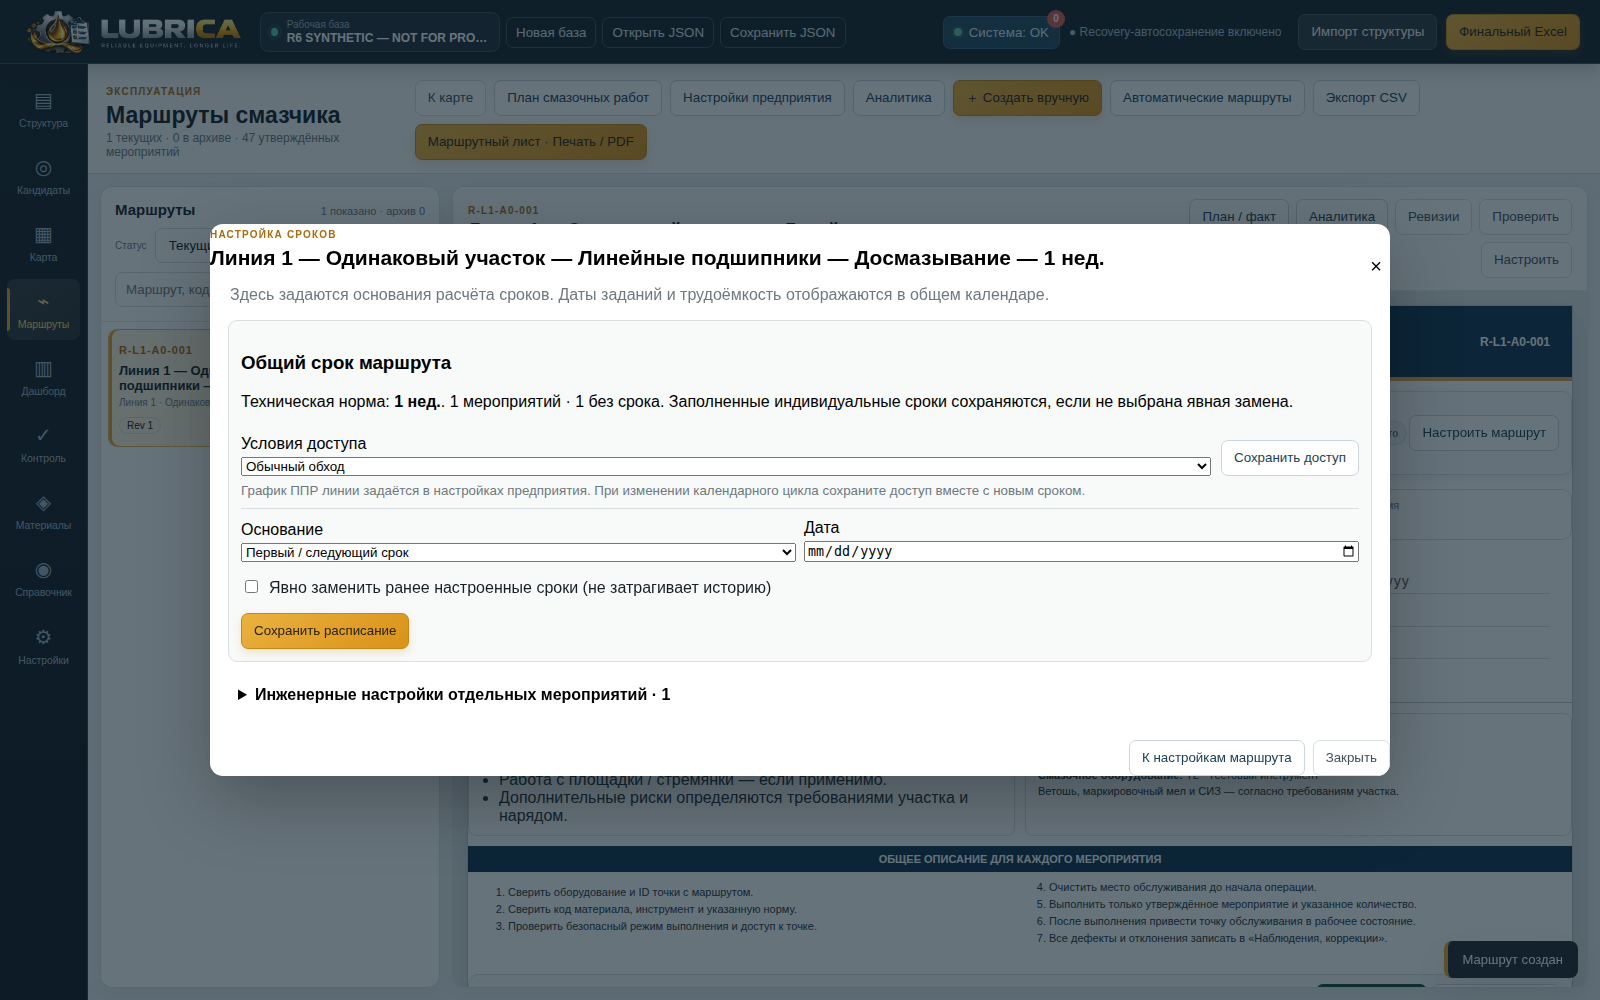 LUBRICA
RELIABLE EQUIPMENT. LONGER LIFE.
Рабочая база
R6 SYNTHETIC — NOT FOR PRO…
Новая база
Открыть JSON
Сохранить JSON
Система: OK
0
● Recovery-автосохранение включено
Импорт структуры
Финальный Excel
Структура
Кандидаты
Карта
Маршруты
Дашборд
Контроль
Материалы
Справочник
Настройки
ЭКСПЛУАТАЦИЯ
Маршруты смазчика
1 текущих · 0 в архиве · 47 утверждённых
мероприятий
К карте
План смазочных работ
Настройки предприятия
Аналитика
＋ Создать вручную
Автоматические маршруты
Экспорт CSV
Маршрутный лист · Печать / PDF
Маршруты
1 показано · архив 0
Статус
Текущи
Маршрут, код
R-L1-A0-001
Линия 1 — Од
подшипники —
Линия 1 · Одинаков
Rev 1
R-L1-A0-001
План / факт
Аналитика
Ревизии
Проверить
Настроить
R-L1-A0-001
Настроить маршрут
НАСТРОЙКА СРОКОВ
Линия 1 — Одинаковый участок — Линейные подшипники — Досмазывание — 1 нед.
×
Здесь задаются основания расчёта сроков. Даты заданий и трудоёмкость отображаются в общем календаре.
Общий срок маршрута
Техническая норма: 1 нед.. 1 мероприятий · 1 без срока. Заполненные индивидуальные сроки сохраняются, если не выбрана явная замена.
Условия доступа
Обычный обход
Сохранить доступ
График ППР линии задаётся в настройках предприятия. При изменении календарного цикла сохраните доступ вместе с новым сроком.
Основание
Первый / следующий срок
Дата
mm/dd/yyyy
Явно заменить ранее настроенные сроки (не затрагивает историю)
Сохранить расписание
▶ Инженерные настройки отдельных мероприятий · 1
К настройкам маршрута
Закрыть
Работа с площадки / стремянки — если применимо.
Дополнительные риски определяются требованиями участка и
нарядом.
Ветошь, маркировочный мел и СИЗ — согласно требованиям участка.
ОБЩЕЕ ОПИСАНИЕ ДЛЯ КАЖДОГО МЕРОПРИЯТИЯ
1. Сверить оборудование и ID точки с маршрутом.
2. Сверить код материала, инструмент и указанную норму.
3. Проверить безопасный режим выполнения и доступ к точке.
4. Очистить место обслуживания до начала операции.
5. Выполнить только утверждённое мероприятие и указанное количество.
6. После выполнения привести точку обслуживания в рабочее состояние.
7. Все дефекты и отклонения записать в «Наблюдения, коррекции».
Маршрут создан